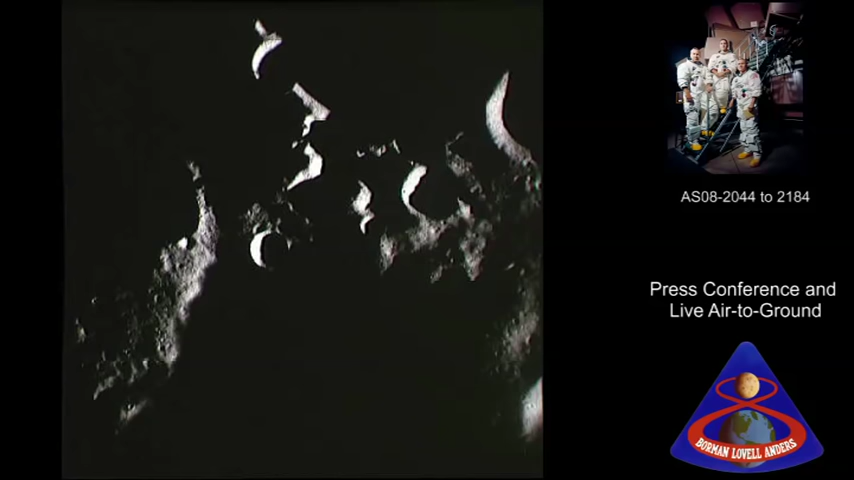 AS08-2044 to 2184
Press Conference and
Live Air-to-Ground
BORMAN LOVELL ANDERS